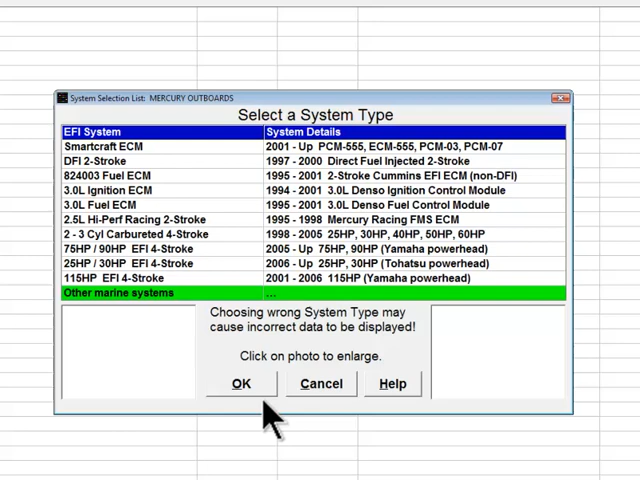 System Selection List: MERCURY OUTBOARDS
Select a System Type
EFI System System Details
Smartcraft ECM 2001 - Up PCM-555, ECM-555, PCM-03, PCM-07
DFI 2-Stroke 1997 - 2000 Direct Fuel Injected 2-Stroke
824003 Fuel ECM 1995 - 2001 2-Stroke Cummins EFI ECM (non-DFI)
3.0L Ignition ECM 1994 - 2001 3.0L Denso Ignition Control Module
3.0L Fuel ECM 1995 - 2001 3.0L Denso Fuel Control Module
2.5L Hi-Perf Racing 2-Stroke 1995 - 1998 Mercury Racing FMS ECM
2 - 3 Cyl Carbureted 4-Stroke 1998 - 2005 25HP, 30HP, 40HP, 50HP, 60HP
75HP / 90HP EFI 4-Stroke 2005 - Up 75HP, 90HP (Yamaha powerhead)
25HP / 30HP EFI 4-Stroke 2006 - Up 25HP, 30HP (Tohatsu powerhead)
115HP EFI 4-Stroke 2001 - 2006 115HP (Yamaha powerhead)
Other marine systems ...
Choosing wrong System Type may
cause incorrect data to be displayed!
Click on photo to enlarge.
OK Cancel Help